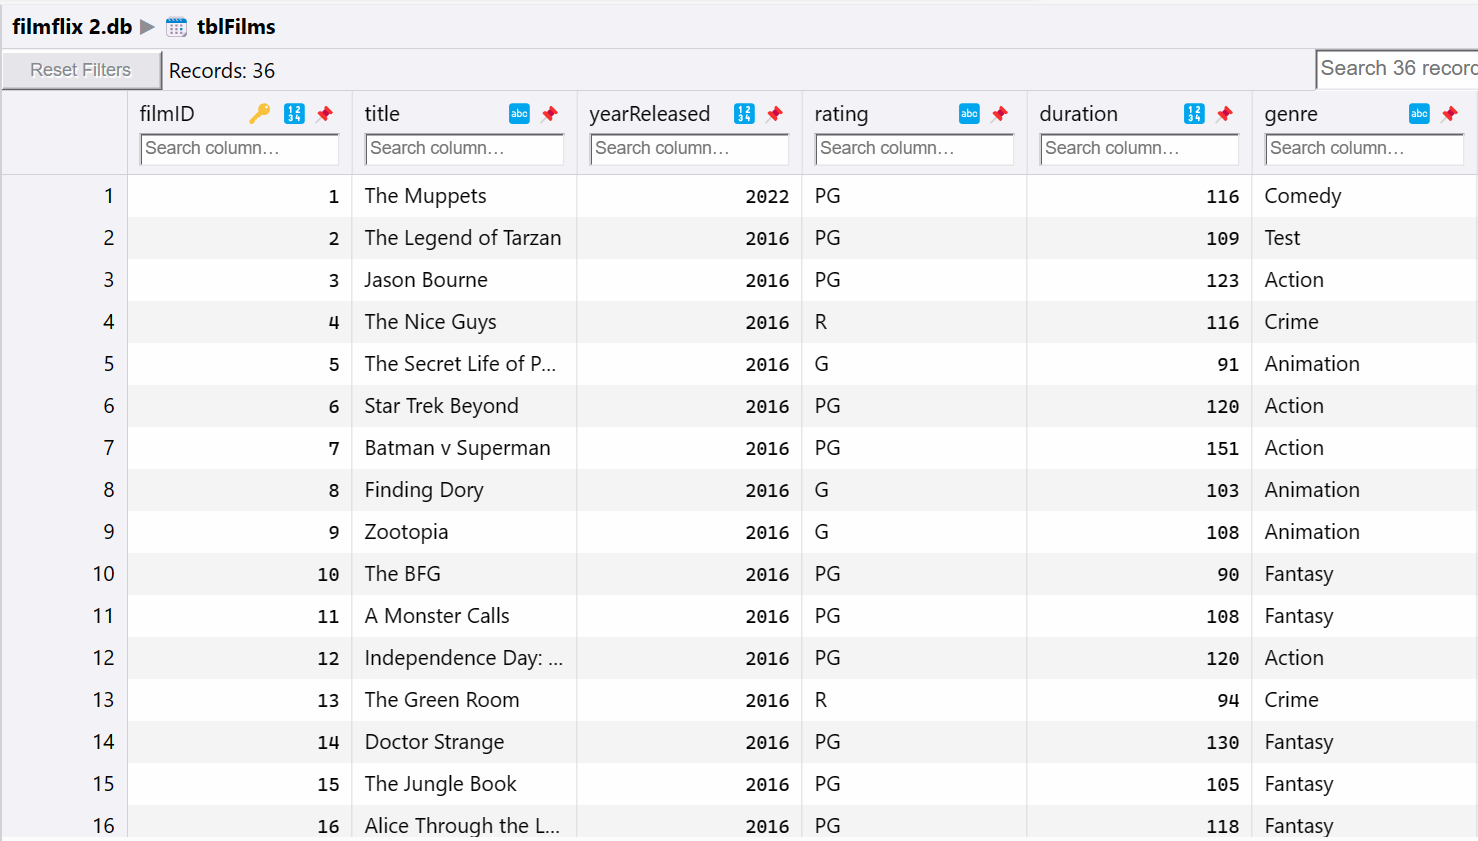 filmflix 2.db ▶ tblFilms
Reset Filters Records: 36 Search 36 record
filmID title yearReleased abc rating abc duration genre abc
Search column... Search column... Search column... Search column... Search column... Search column...
1 1 The Muppets 2022 PG 116 Comedy
2 2 The Legend of Tarzan 2016 PG 109 Test
3 3 Jason Bourne 2016 PG 123 Action
4 4 The Nice Guys 2016 R 116 Crime
5 5 The Secret Life of P... 2016 G 91 Animation
6 6 Star Trek Beyond 2016 PG 120 Action
7 7 Batman v Superman 2016 PG 151 Action
8 8 Finding Dory 2016 G 103 Animation
9 9 Zootopia 2016 G 108 Animation
10 10 The BFG 2016 PG 90 Fantasy
11 11 A Monster Calls 2016 PG 108 Fantasy
12 12 Independence Day: ... 2016 PG 120 Action
13 13 The Green Room 2016 R 94 Crime
14 14 Doctor Strange 2016 PG 130 Fantasy
15 15 The Jungle Book 2016 PG 105 Fantasy
16 16 Alice Through the L... 2016 PG 118 Fantasy